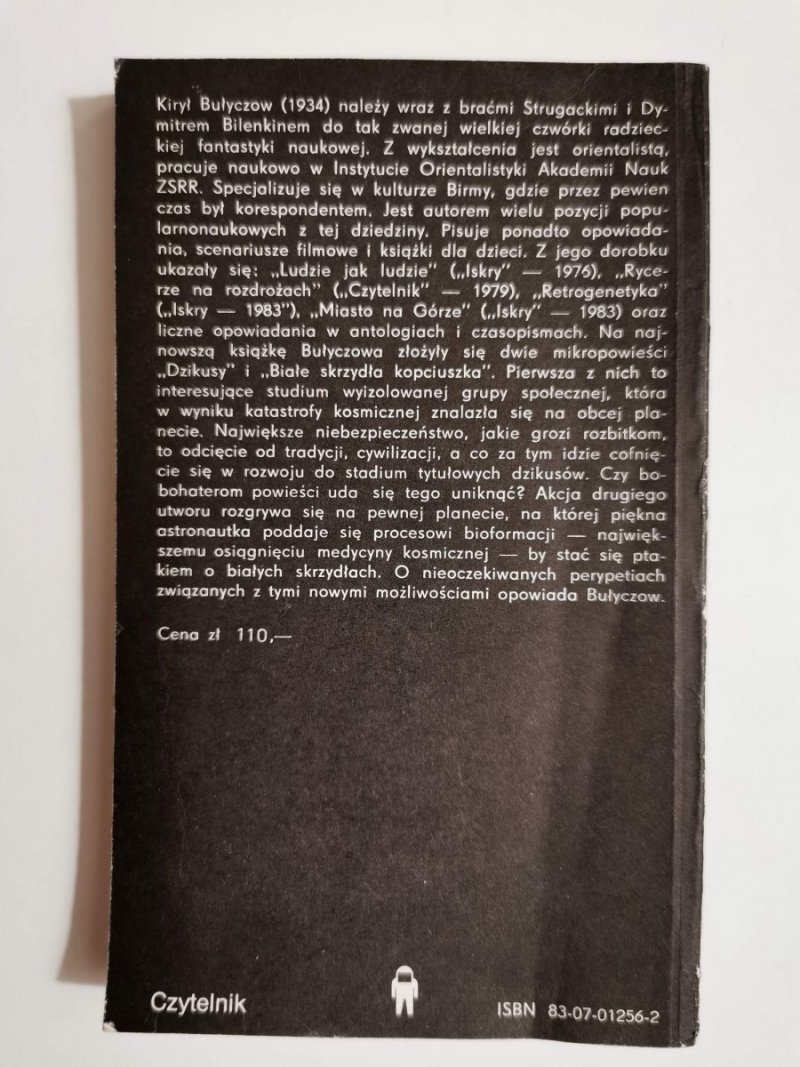 Kirył Bułyczow (1934) należy wraz z braćmi Strugackimi i Dy-
mitrem Bilenkinem do tak zwanej wielkiej czwórki radziec-
kiej fantastyki naukowej. Z wykształcenia jest orientalistą,
pracuje naukowo w Instytucie Orientalistyki Akademii Nauk
ZSRR. Specjalizuje się w kulturze Birmy, gdzie przez pewien
czas był korespondentem. Jest autorem wielu pozycji popu-
larnonaukowych z tej dziedziny. Pisuje ponadto opowiada-
nia, scenariusze filmowe i książki dla dzieci. Z jego dorobku
ukazały się: „Ludzie jak ludzie" („Iskry" — 1976), „Ryce-
rze na rozdrożach" („Czytelnik" — 1979), „Retrogenetyka"
(„Iskry — 1983"), „Miasto na Górze" („Iskry" — 1983) oraz
liczne opowiadania w antologiach i czasopismach. Na naj-
nowszą książkę Bułyczowa złożyły się dwie mikropowieści
„Dzikusy" i „Białe skrzydła kopciuszka". Pierwsza z nich to
interesujące studium wyizolowanej grupy społecznej, która
w wyniku katastrofy kosmicznej znalazła się na obcej pla-
necie. Największe niebezpieczeństwo, jakie grozi rozbitkom,
to odcięcie od tradycji, cywilizacji, a co za tym idzie cofnię-
cie się w rozwoju do stadium tytułowych dzikusów. Czy bo-
bohaterom powieści uda się tego uniknąć? Akcja drugiego
utworu rozgrywa się na pewnej planecie, na której piękna
astronautka poddaje się procesowi bioformacji — najwięk-
szemu osiągnięciu medycyny kosmicznej — by stać się pta-
kiem o białych skrzydłach. O nieoczekiwanych perypetiach
związanych z tymi nowymi możliwościami opowiada Bułyczow.
Cena zł 110,—
Czytelnik
ISBN 83-07-01256-2